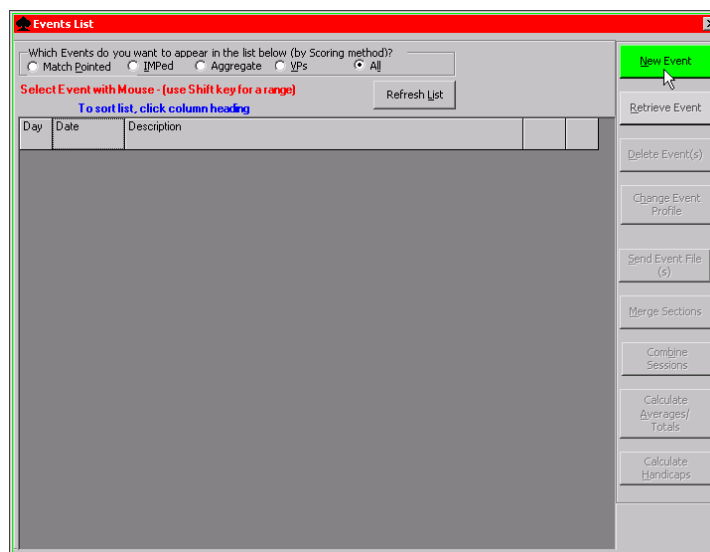 Events List
Which Events do you want to appear in the list below (by Scoring method)?
Match Pointed IMPed Aggregate VPs All
Select Event with Mouse - (use Shift key for a range)
To sort list, click column heading
Refresh List
Day Date Description
New Event
Retrieve Event
Delete Event(s)
Change Event
Profile
Send Event File
(s)
Merge Sections
Combine
Sessions
Calculate
Averages/
Totals
Calculate
Handicaps